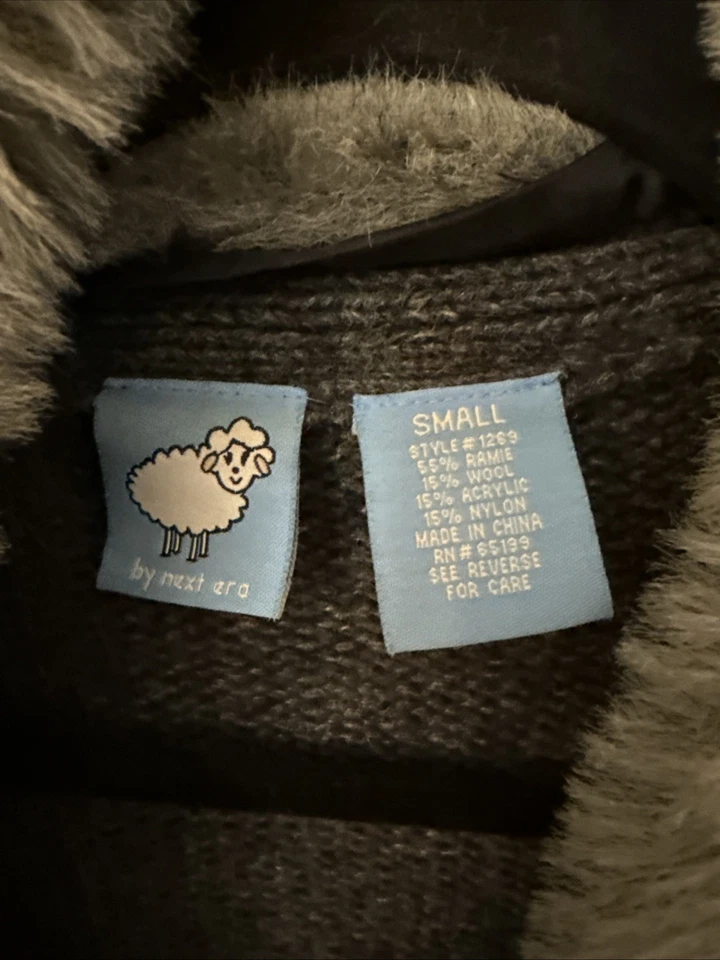 by next era
SMALL
STYLE # 1269
55% RAMIE
15% WOOL
15% ACRYLIC
15% NYLON
MADE IN CHINA
RN # 65199
SEE REVERSE
FOR CARE